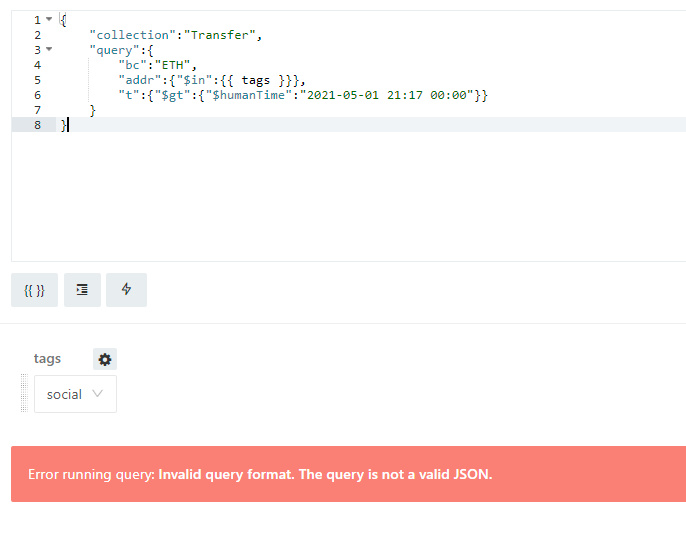 1 {
2 "collection":"Transfer",
3 "query":{
4 "bc":"ETH",
5 "addr":{"$in":{{ tags }}},
6 "t":{"$gt":{"$humanTime":"2021-05-01 21:17 00:00"}}
7 }
8 }
{{ }}
tags
social
Error running query: Invalid query format. The query is not a valid JSON.